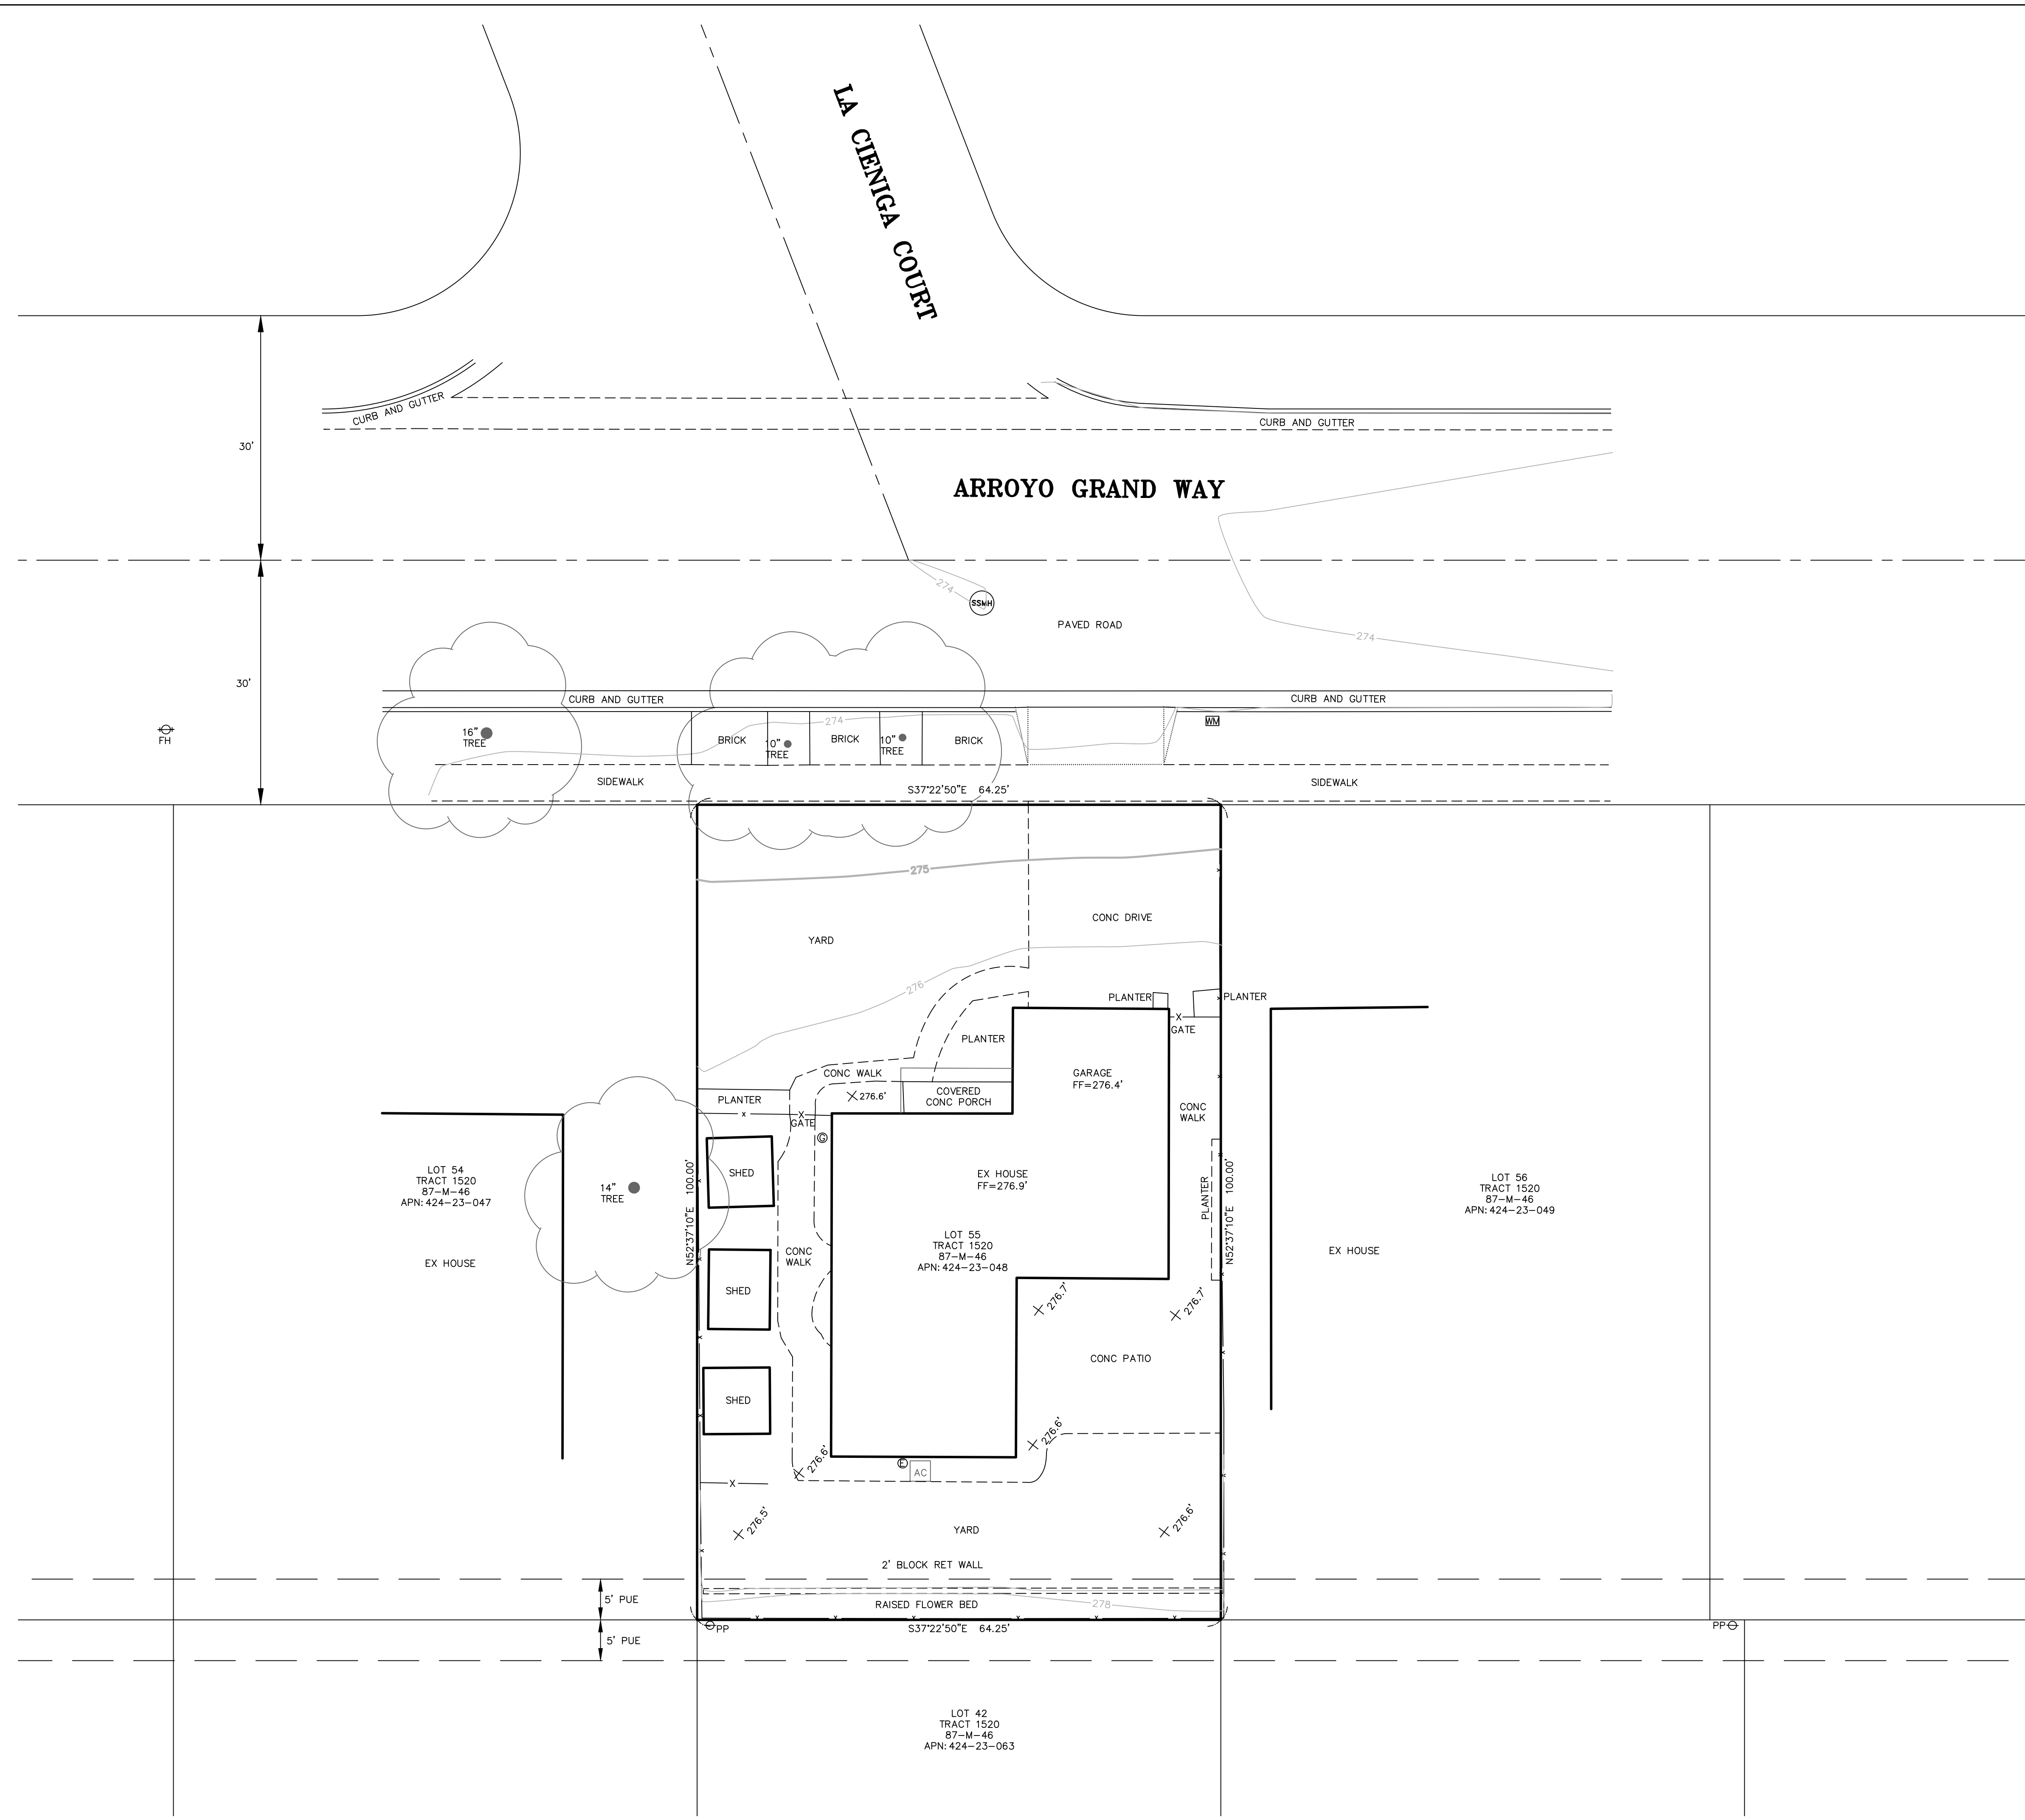 LA CIENIGA COURT
CURB AND GUTTER
CURB AND GUTTER
30'
ARROYO GRAND WAY
274
SSMH
PAVED ROAD
274
30'
CURB AND GUTTER
CURB AND GUTTER
FH
16"
TREE
BRICK
10"
TREE
274
BRICK
10"
TREE
BRICK
WM
SIDEWALK
SIDEWALK
S37°22'50"E 64.25'
275
CONC DRIVE
YARD
276
PLANTER
PLANTER
GATE
PLANTER
CONC WALK
GARAGE
FF=276.4'
276.6'
COVERED
CONC PORCH
PLANTER
GATE
G
CONC
WALK
SHED
LOT 54
TRACT 1520
87-M-46
APN: 424-23-047
14"
TREE
N52°37'10"E 100.00'
EX HOUSE
FF=276.9'
PLANTER
N52°37'10"E 100.00'
LOT 56
TRACT 1520
87-M-46
APN: 424-23-049
EX HOUSE
CONC
WALK
LOT 55
TRACT 1520
87-M-46
APN: 424-23-048
EX HOUSE
SHED
276.7'
276.7'
CONC PATIO
SHED
276.6'
276.6'
E
AC
276.5'
276.6'
YARD
2' BLOCK RET WALL
5' PUE
RAISED FLOWER BED
278
PP
S37°22'50"E 64.25'
PP
5' PUE
LOT 42
TRACT 1520
87-M-46
APN: 424-23-063